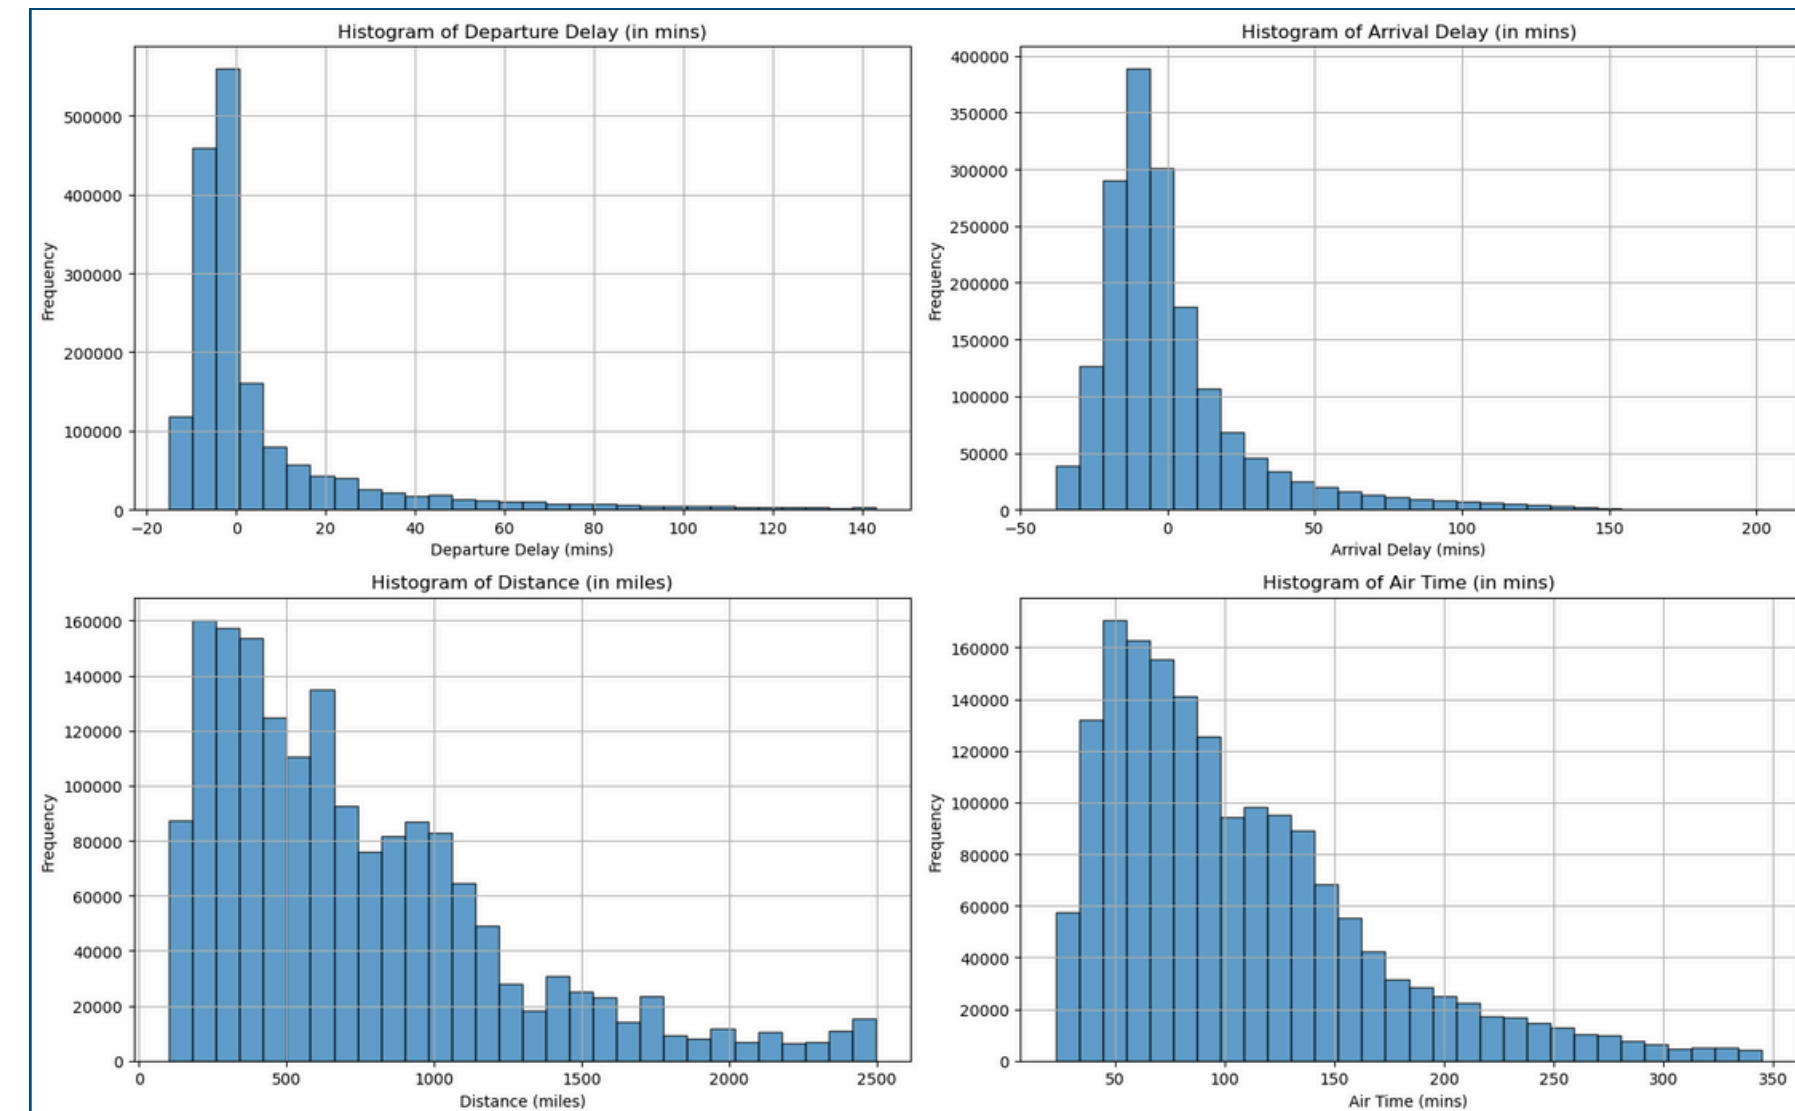 Histogram of Departure Delay (in mins)
Frequency
500000
400000
300000
200000
100000
0
−20 0 20 40 60 80 100 120 140
Departure Delay (mins)
Histogram of Arrival Delay (in mins)
Frequency
400000
350000
300000
250000
200000
150000
100000
50000
0
−50 0 50 100 150 200
Arrival Delay (mins)
Histogram of Distance (in miles)
Frequency
160000
140000
120000
100000
80000
60000
40000
20000
0
0 500 1000 1500 2000 2500
Distance (miles)
Histogram of Air Time (in mins)
Frequency
160000
140000
120000
100000
80000
60000
40000
20000
0
50 100 150 200 250 300 350
Air Time (mins)